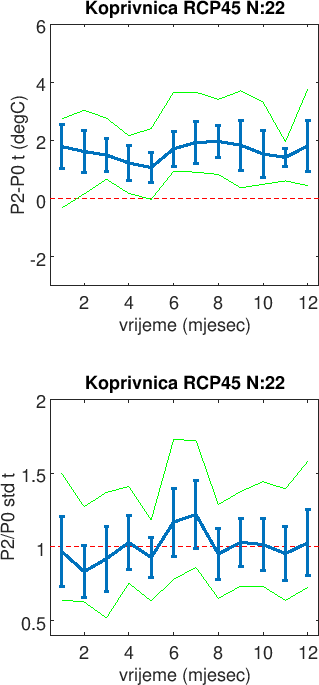 Koprivnica RCP45 N:22
6
4
2
0
-2
P2-P0 t (degC)
2 4 6 8 10 12
vrijeme (mjesec)
Koprivnica RCP45 N:22
2
1.5
1
0.5
P2/P0 std t
2 4 6 8 10 12
vrijeme (mjesec)